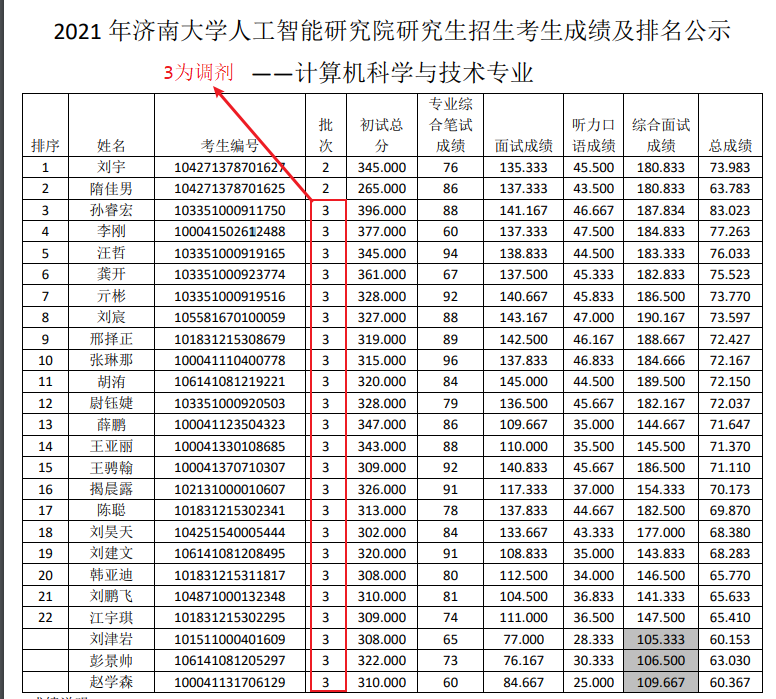 2021 年济南大学人工智能研究院研究生招生考生成绩及排名公示
3为调剂 ——计算机科学与技术专业
排序 姓名 考生编号 批次 初试总分 专业综合笔试成绩 面试成绩 听力口语成绩 综合面试成绩 总成绩
1 刘宇 104271378701627 2 345.000 76 135.333 45.500 180.833 73.983
2 隋佳男 104271378701625 2 265.000 86 137.333 43.500 180.833 63.783
3 孙睿宏 103351000911750 3 396.000 88 141.167 46.667 187.834 83.023
4 李刚 100041502612488 3 377.000 60 137.333 47.500 184.833 77.263
5 汪哲 103351000919165 3 345.000 94 138.833 44.500 183.333 76.033
6 龚开 103351000923774 3 361.000 67 137.500 45.333 182.833 75.523
7 亓彬 103351000919516 3 328.000 92 140.667 45.833 186.500 73.770
8 刘宸 105581670100059 3 327.000 88 143.167 47.000 190.167 73.597
9 邢择正 101831215308679 3 319.000 89 142.500 46.167 188.667 72.427
10 张琳那 100041110400778 3 315.000 96 137.833 46.833 184.666 72.167
11 胡洧 106141081219221 3 320.000 84 145.000 44.500 189.500 72.150
12 尉钰婕 103351000920503 3 328.000 79 136.500 45.667 182.167 72.037
13 薛鹏 100041123504323 3 347.000 86 109.667 35.000 144.667 71.647
14 王亚丽 100041330108685 3 343.000 88 110.000 35.500 145.500 71.370
15 王骋翰 100041370710307 3 309.000 92 140.833 45.667 186.500 71.110
16 揭晨露 102131000010607 3 326.000 91 117.333 37.000 154.333 70.173
17 陈聪 101831215302341 3 313.000 78 137.833 44.667 182.500 69.870
18 刘昊天 104251540005444 3 302.000 84 133.667 43.333 177.000 68.380
19 刘建文 106141081208495 3 320.000 91 108.833 35.000 143.833 68.283
20 韩亚迪 101831215311817 3 308.000 80 112.500 34.000 146.500 65.770
21 刘鹏飞 104871000132348 3 310.000 81 104.500 36.833 141.333 65.633
22 江宇琪 101831215302295 3 309.000 74 111.000 36.500 147.500 65.410
刘津岩 101511000401609 3 308.000 65 77.000 28.333 105.333 60.153
彭景帅 106141081205297 3 322.000 73 76.167 30.333 106.500 63.030
赵学森 100041131706129 3 310.000 60 84.667 25.000 109.667 60.367